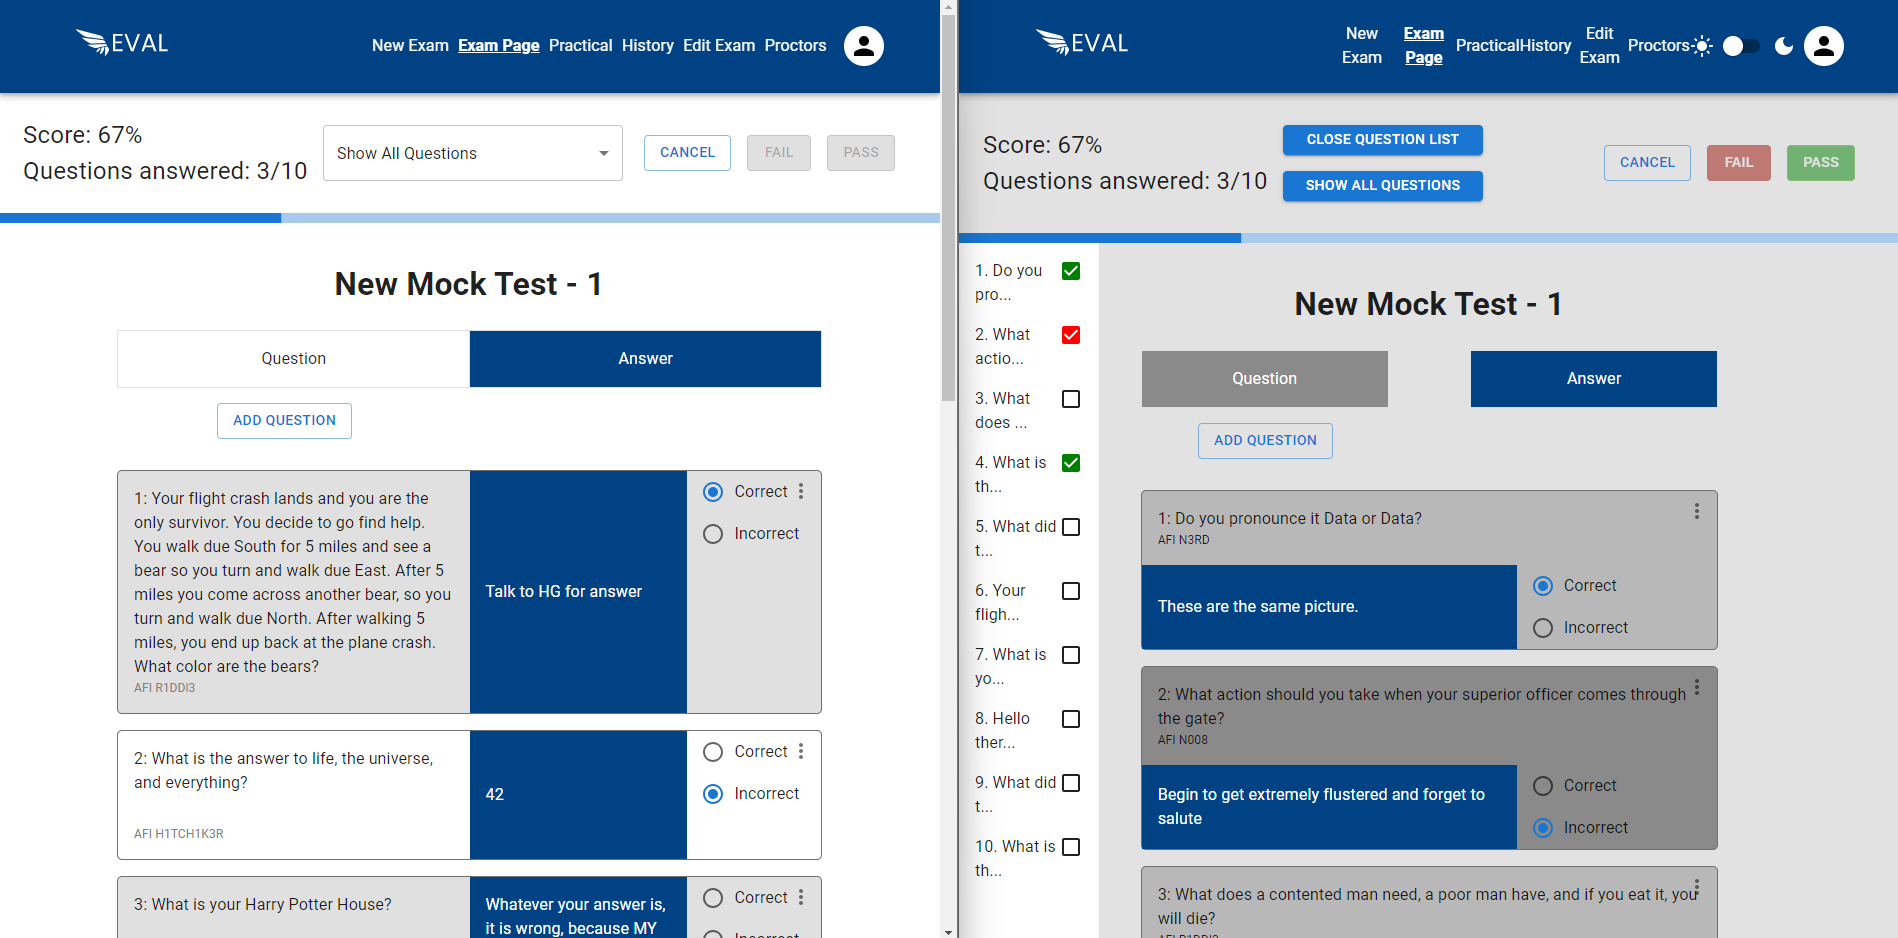 EVAL
New Exam Exam Page Practical History Edit Exam Proctors
Score: 67%
Questions answered: 3/10
Show All Questions
CANCEL
FAIL
PASS
New Mock Test - 1
Question
Answer
ADD QUESTION
1: Your flight crash lands and you are the
only survivor. You decide to go find help.
You walk due South for 5 miles and see a
bear so you turn and walk due East. After 5
miles you come across another bear, so you
turn and walk due North. After walking 5
miles, you end up back at the plane crash.
What color are the bears?
AFI R1DDI3
Talk to HG for answer
Correct
Incorrect
2: What is the answer to life, the universe,
and everything?
AFI H1TCH1K3R
42
Correct
Incorrect
3: What is your Harry Potter House?
Whatever your answer is,
it is wrong, because MY
Correct
Incorrect
EVAL
New
Exam
Exam
Page
Practical
History
Edit
Exam
Proctors
Score: 67%
Questions answered: 3/10
CLOSE QUESTION LIST
SHOW ALL QUESTIONS
CANCEL
FAIL
PASS
1. Do you
pro...
2. What
actio...
3. What
does ...
4. What is
th...
5. What did
t...
6. Your
fligh...
7. What is
yo...
8. Hello
ther...
9. What did
t...
10. What is
th...
New Mock Test - 1
Question
Answer
ADD QUESTION
1: Do you pronounce it Data or Data?
AFI N3RD
These are the same picture.
Correct
Incorrect
2: What action should you take when your superior officer comes through
the gate?
AFI N008
Begin to get extremely flustered and forget to
salute
Correct
Incorrect
3: What does a contented man need, a poor man have, and if you eat it, you
will die?
AFI R1DDI3